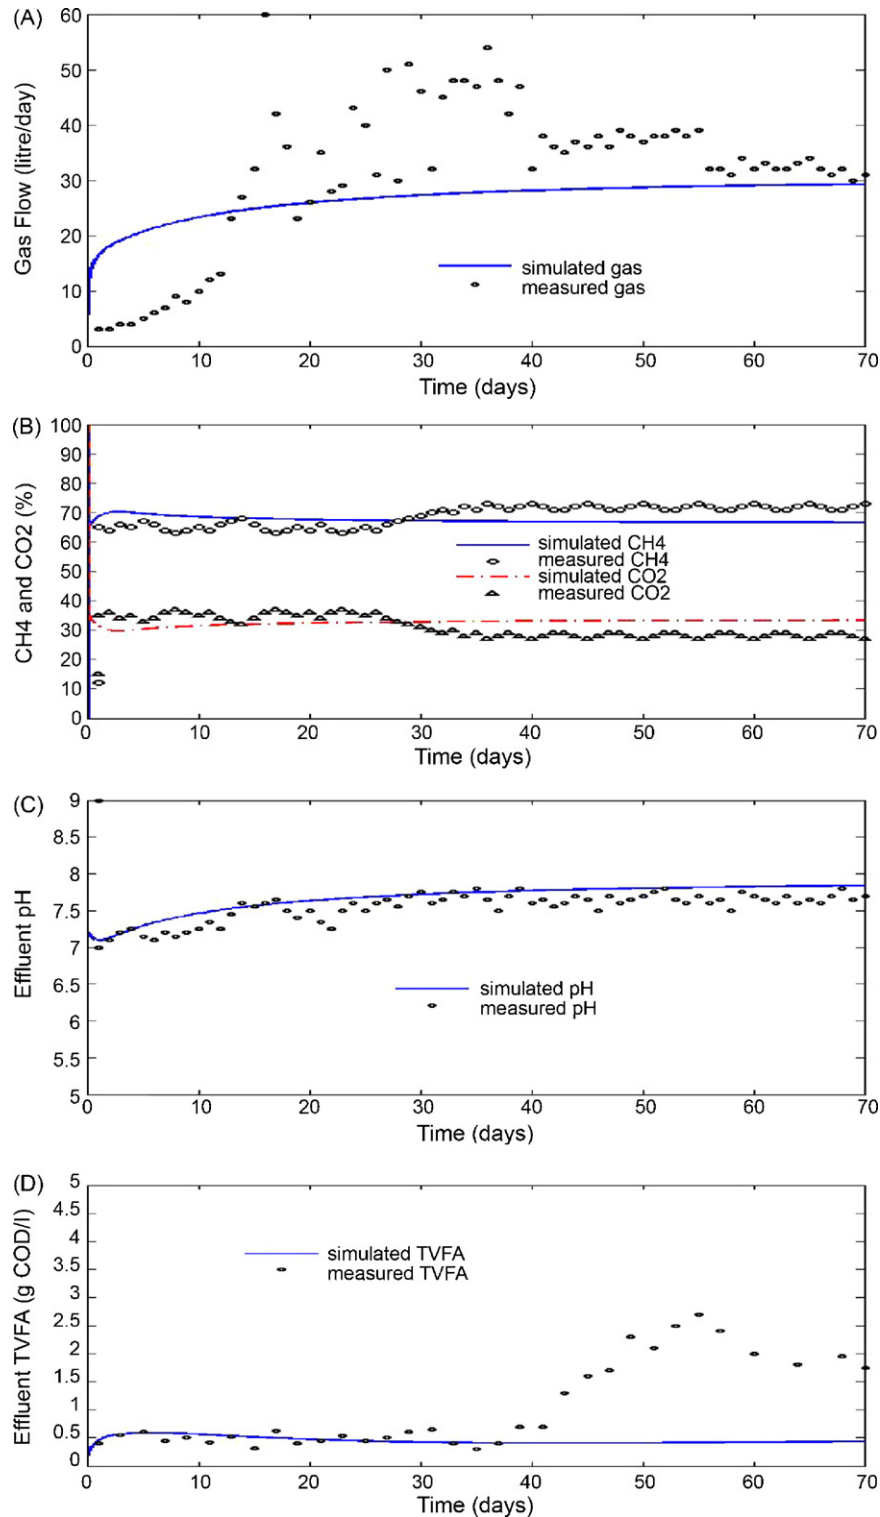 (A)
60
50
40
30
20
10
0
Gas Flow (litre/day)
simulated gas
measured gas
0 10 20 30 40 50 60 70
Time (days)
(B)
100
90
80
70
60
50
40
30
20
10
0
CH4 and CO2 (%)
simulated CH4
measured CH4
simulated CO2
measured CO2
0 10 20 30 40 50 60 70
Time (days)
(C)
9
8.5
8
7.5
7
6.5
6
5.5
5
Effluent pH
simulated pH
measured pH
0 10 20 30 40 50 60 70
Time (days)
(D)
5
4.5
4
3.5
3
2.5
2
1.5
1
0.5
0
Effluent TVFA (g COD/l)
simulated TVFA
measured TVFA
0 10 20 30 40 50 60 70
Time (days)